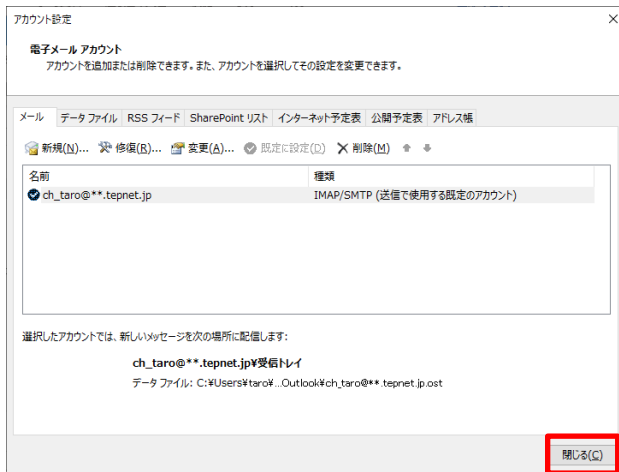 アカウント設定
電子メール アカウント
アカウントを追加または削除できます。また、アカウントを選択してその設定を変更できます。
メール データ ファイル RSS フィード SharePoint リスト インターネット予定表 公開予定表 アドレス帳
新規(N)... 修復(R)... 変更(A)... 既定に設定(D) 削除(M)
名前 種類
ch_taro@**.tepnet.jp IMAP/SMTP (送信で使用する既定のアカウント)
選択したアカウントでは、新しいメッセージを次の場所に配信します:
ch_taro@**.tepnet.jp¥受信トレイ
データ ファイル: C:¥Users¥taro¥...Outlook¥ch_taro@**.tepnet.jp.ost
閉じる(C)